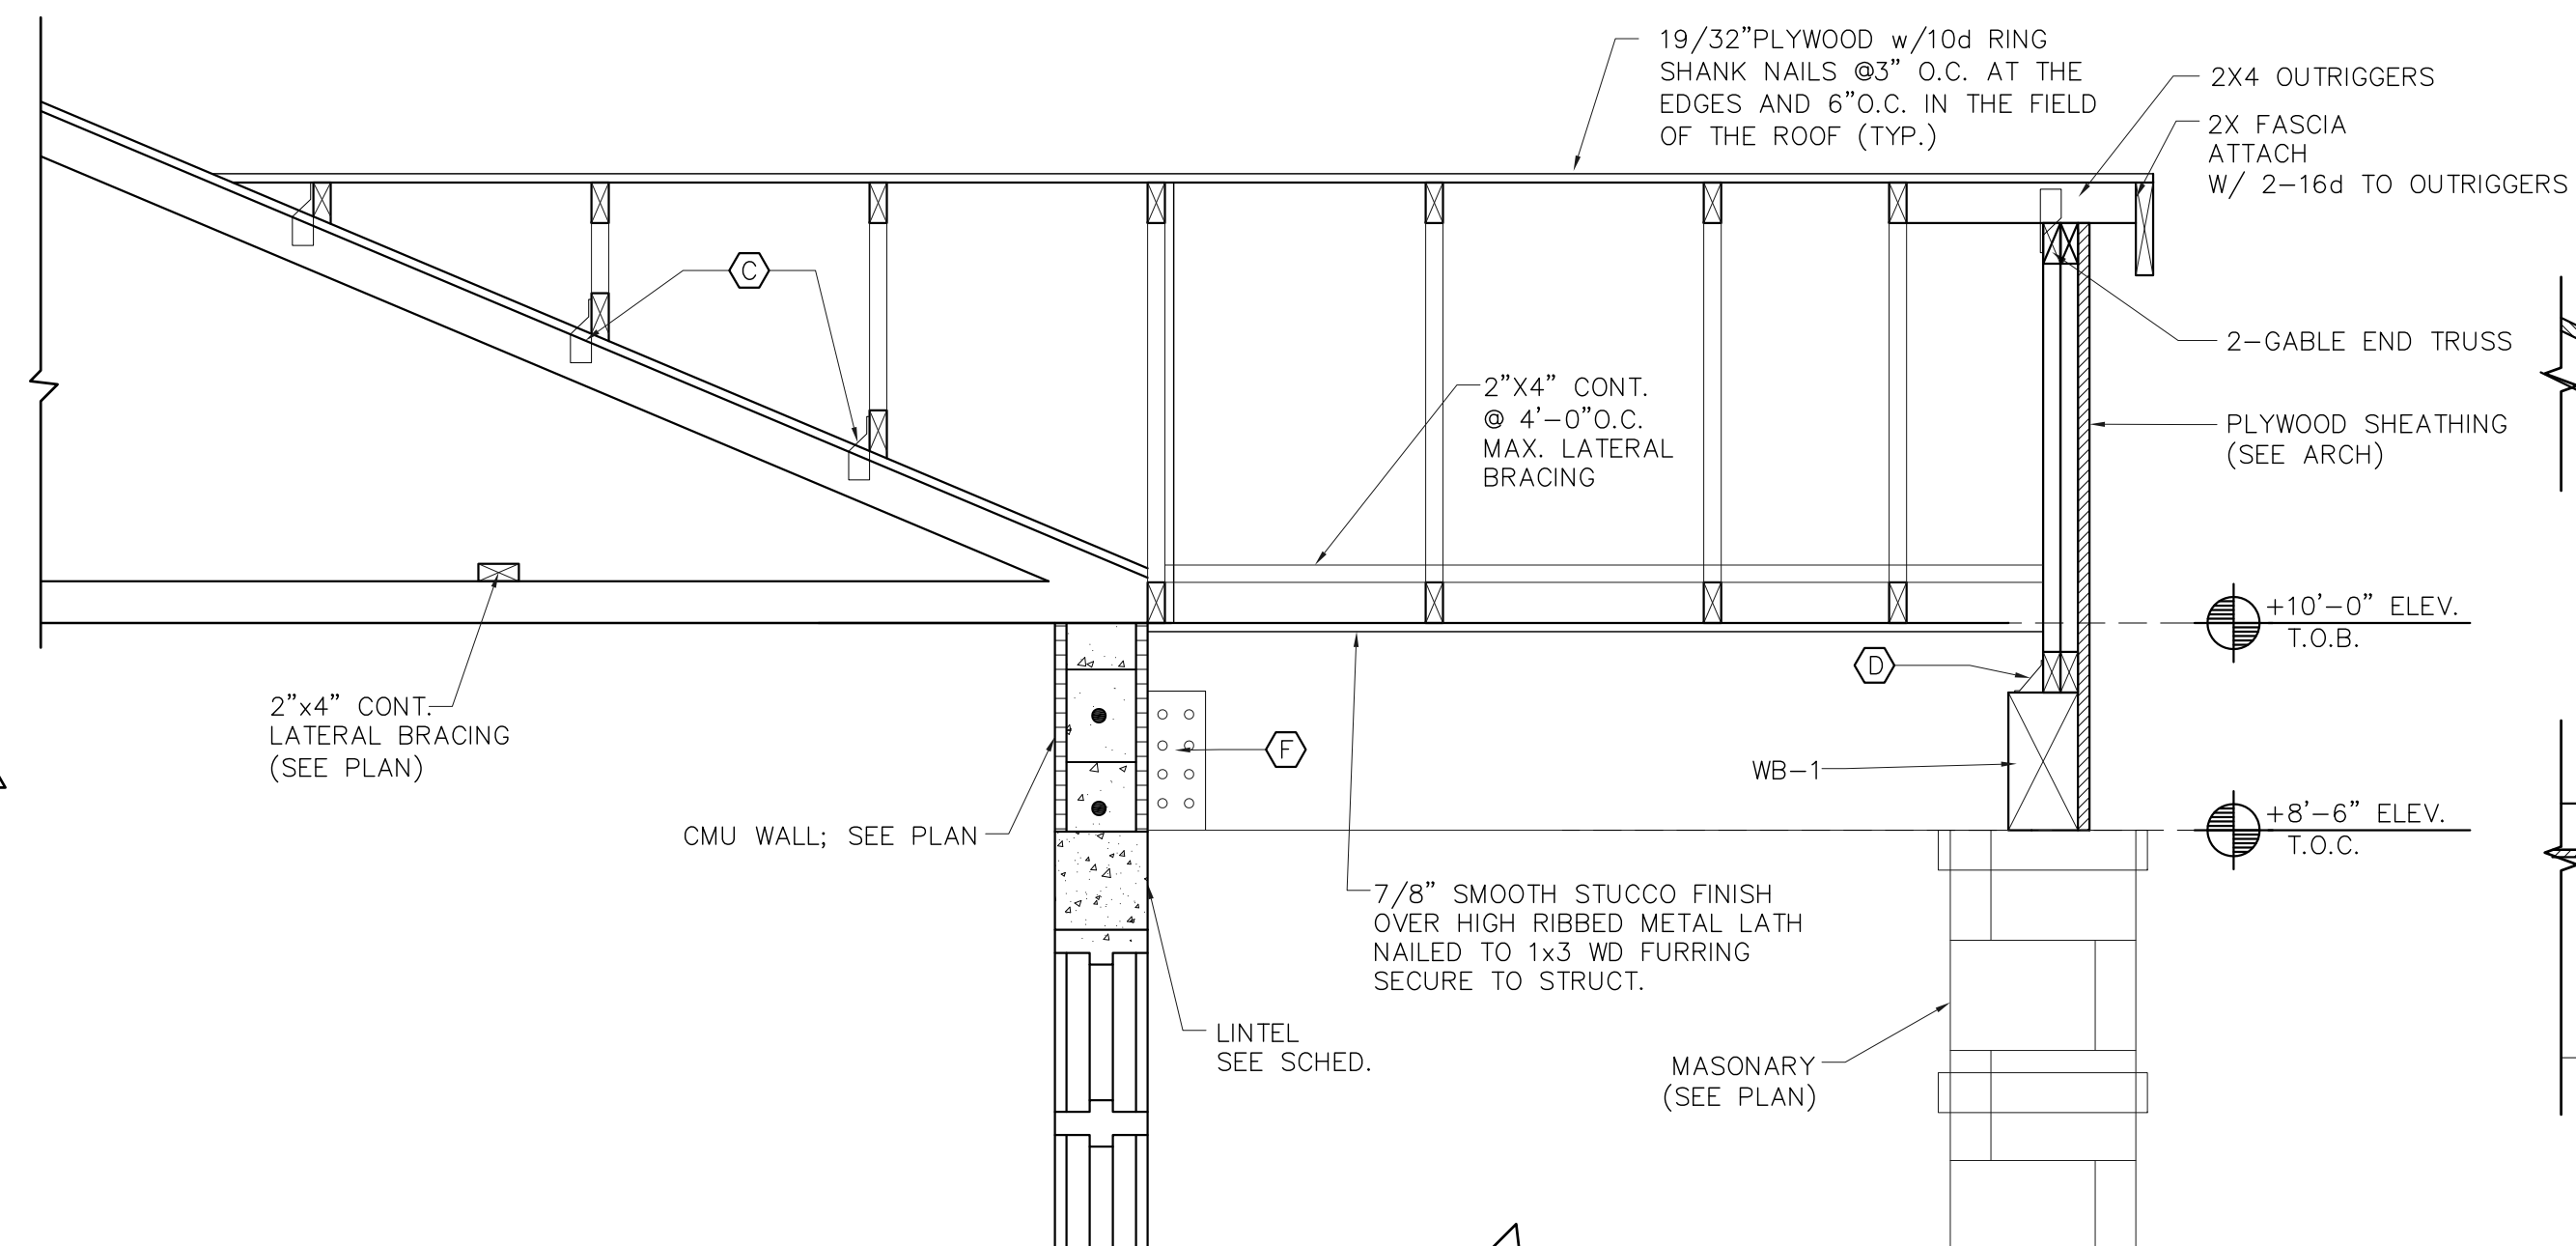 19/32"PLYWOOD w/10d RING
SHANK NAILS @3" O.C. AT THE
EDGES AND 6"O.C. IN THE FIELD
OF THE ROOF (TYP.)
2X4 OUTRIGGERS
2X FASCIA
ATTACH
W/ 2-16d TO OUTRIGGERS
C
2-GABLE END TRUSS
2"X4" CONT.
@ 4'-0"O.C.
MAX. LATERAL
BRACING
PLYWOOD SHEATHING
(SEE ARCH)
+10'-0" ELEV.
T.O.B.
D
2"x4" CONT.
LATERAL BRACING
(SEE PLAN)
F
WB-1
CMU WALL; SEE PLAN
+8'-6" ELEV.
T.O.C.
7/8" SMOOTH STUCCO FINISH
OVER HIGH RIBBED METAL LATH
NAILED TO 1x3 WD FURRING
SECURE TO STRUCT.
LINTEL
SEE SCHED.
MASONARY
(SEE PLAN)